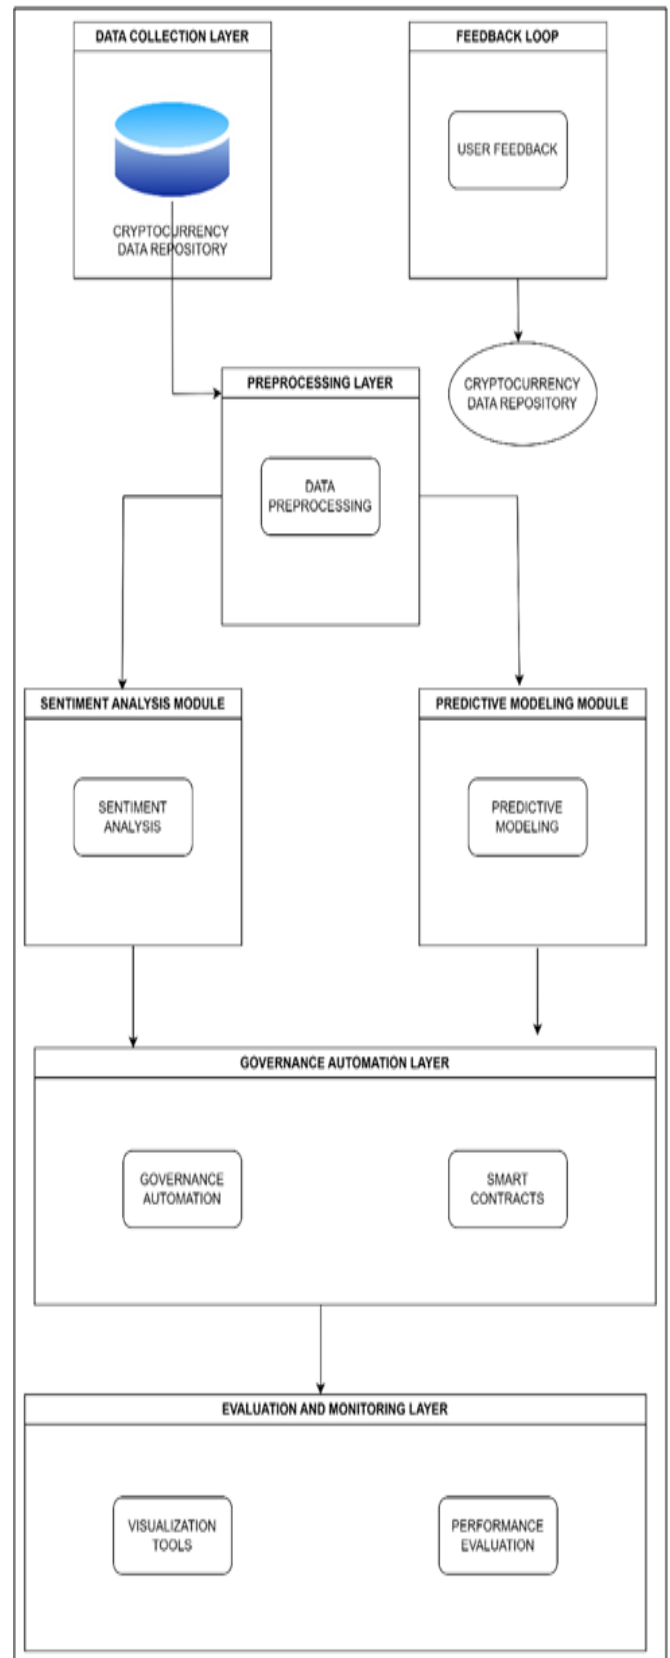 DATA COLLECTION LAYER
FEEDBACK LOOP
USER FEEDBACK
CRYPTOCURRENCY
DATA REPOSITORY
PREPROCESSING LAYER
CRYPTOCURRENCY
DATA REPOSITORY
DATA
PREPROCESSING
SENTIMENT ANALYSIS MODULE
PREDICTIVE MODELING MODULE
SENTIMENT
ANALYSIS
PREDICTIVE
MODELING
GOVERNANCE AUTOMATION LAYER
GOVERNANCE
AUTOMATION
SMART
CONTRACTS
EVALUATION AND MONITORING LAYER
VISUALIZATION
TOOLS
PERFORMANCE
EVALUATION